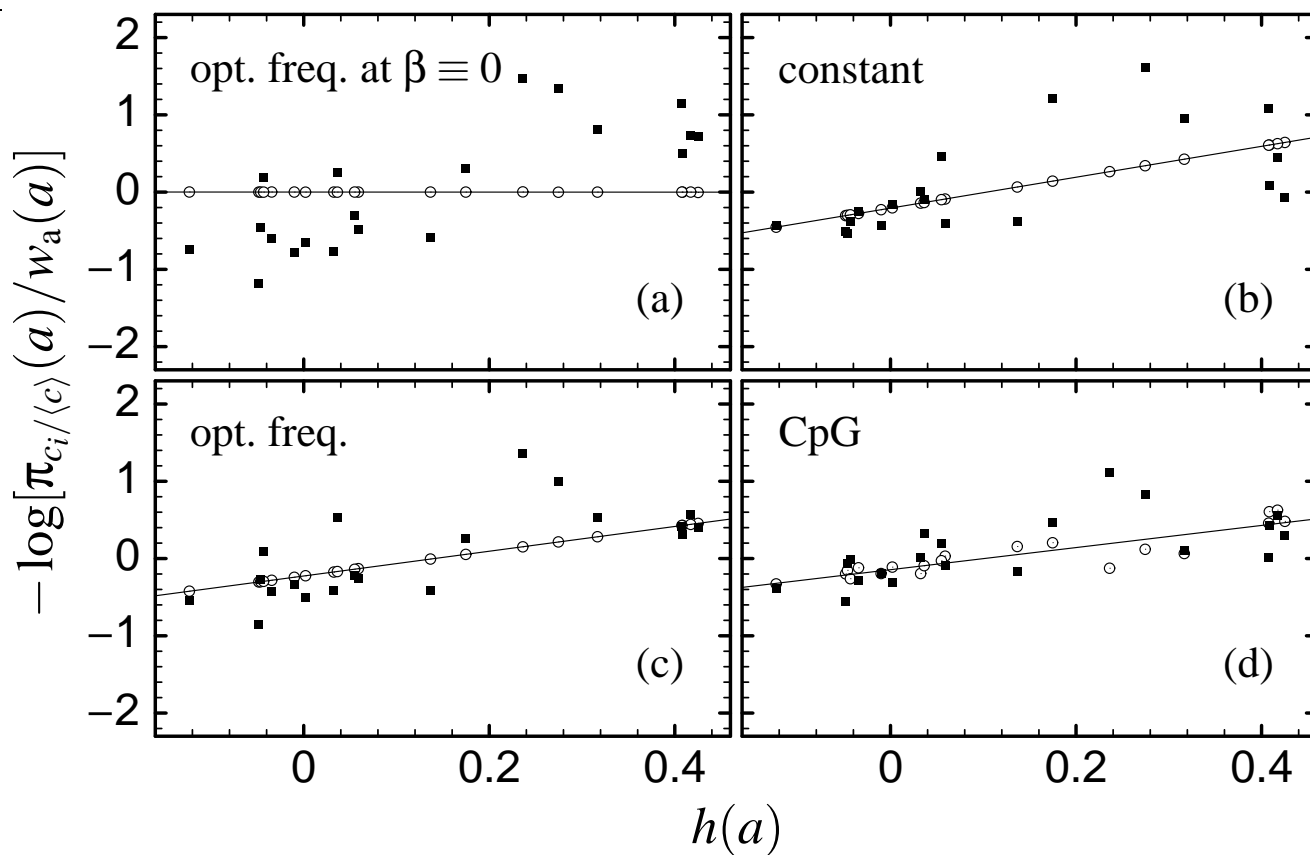 opt. freq. at β ≡ 0
constant
2
1
0
−1
−2
(a)
(b)
opt. freq.
CpG
2
1
0
−1
−2
(c)
(d)
0 0.2 0.4 0 0.2 0.4
−log[π_{c_i/⟨c⟩}(a)/w_a(a)]
h(a)